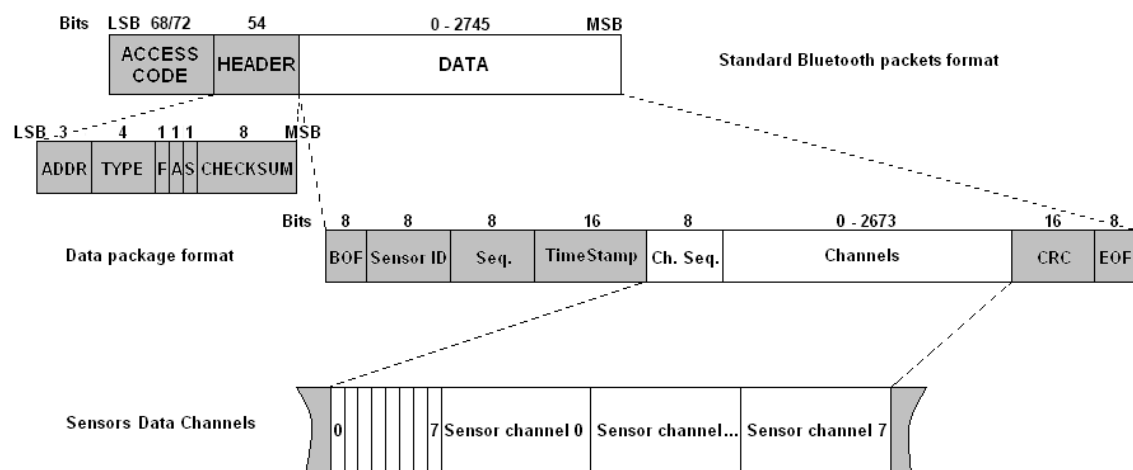 Bits LSB 68/72 54 0 - 2745 MSB
ACCESS CODE HEADER DATA
Standard Bluetooth packets format
LSB 3 4 1 1 1 8 MSB
ADDR TYPE F A S CHECKSUM
Bits 8 8 8 16 8 0 - 2673 16 8
Data package format
BOF Sensor ID Seq. TimeStamp Ch. Seq. Channels CRC EOF
Sensors Data Channels
0 7 Sensor channel 0 Sensor channel... Sensor channel 7